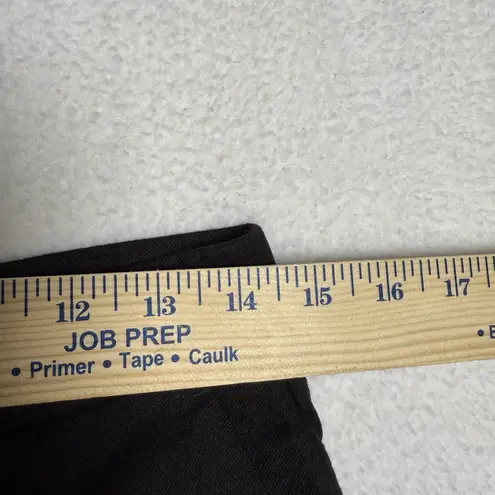 12 13 14 15 16 17
JOB PREP
• Primer • Tape • Caulk